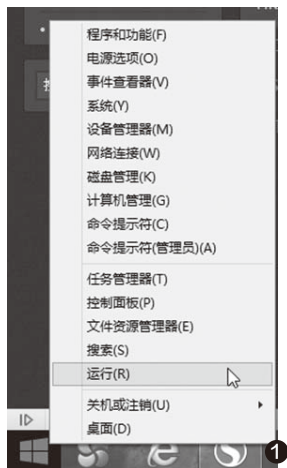 程序和功能(F)
电源选项(O)
事件查看器(V)
系统(Y)
设备管理器(M)
网络连接(W)
磁盘管理(K)
计算机管理(G)
命令提示符(C)
命令提示符(管理员)(A)
任务管理器(T)
控制面板(P)
文件资源管理器(E)
搜索(S)
运行(R)
关机或注销(U)
桌面(D)
1